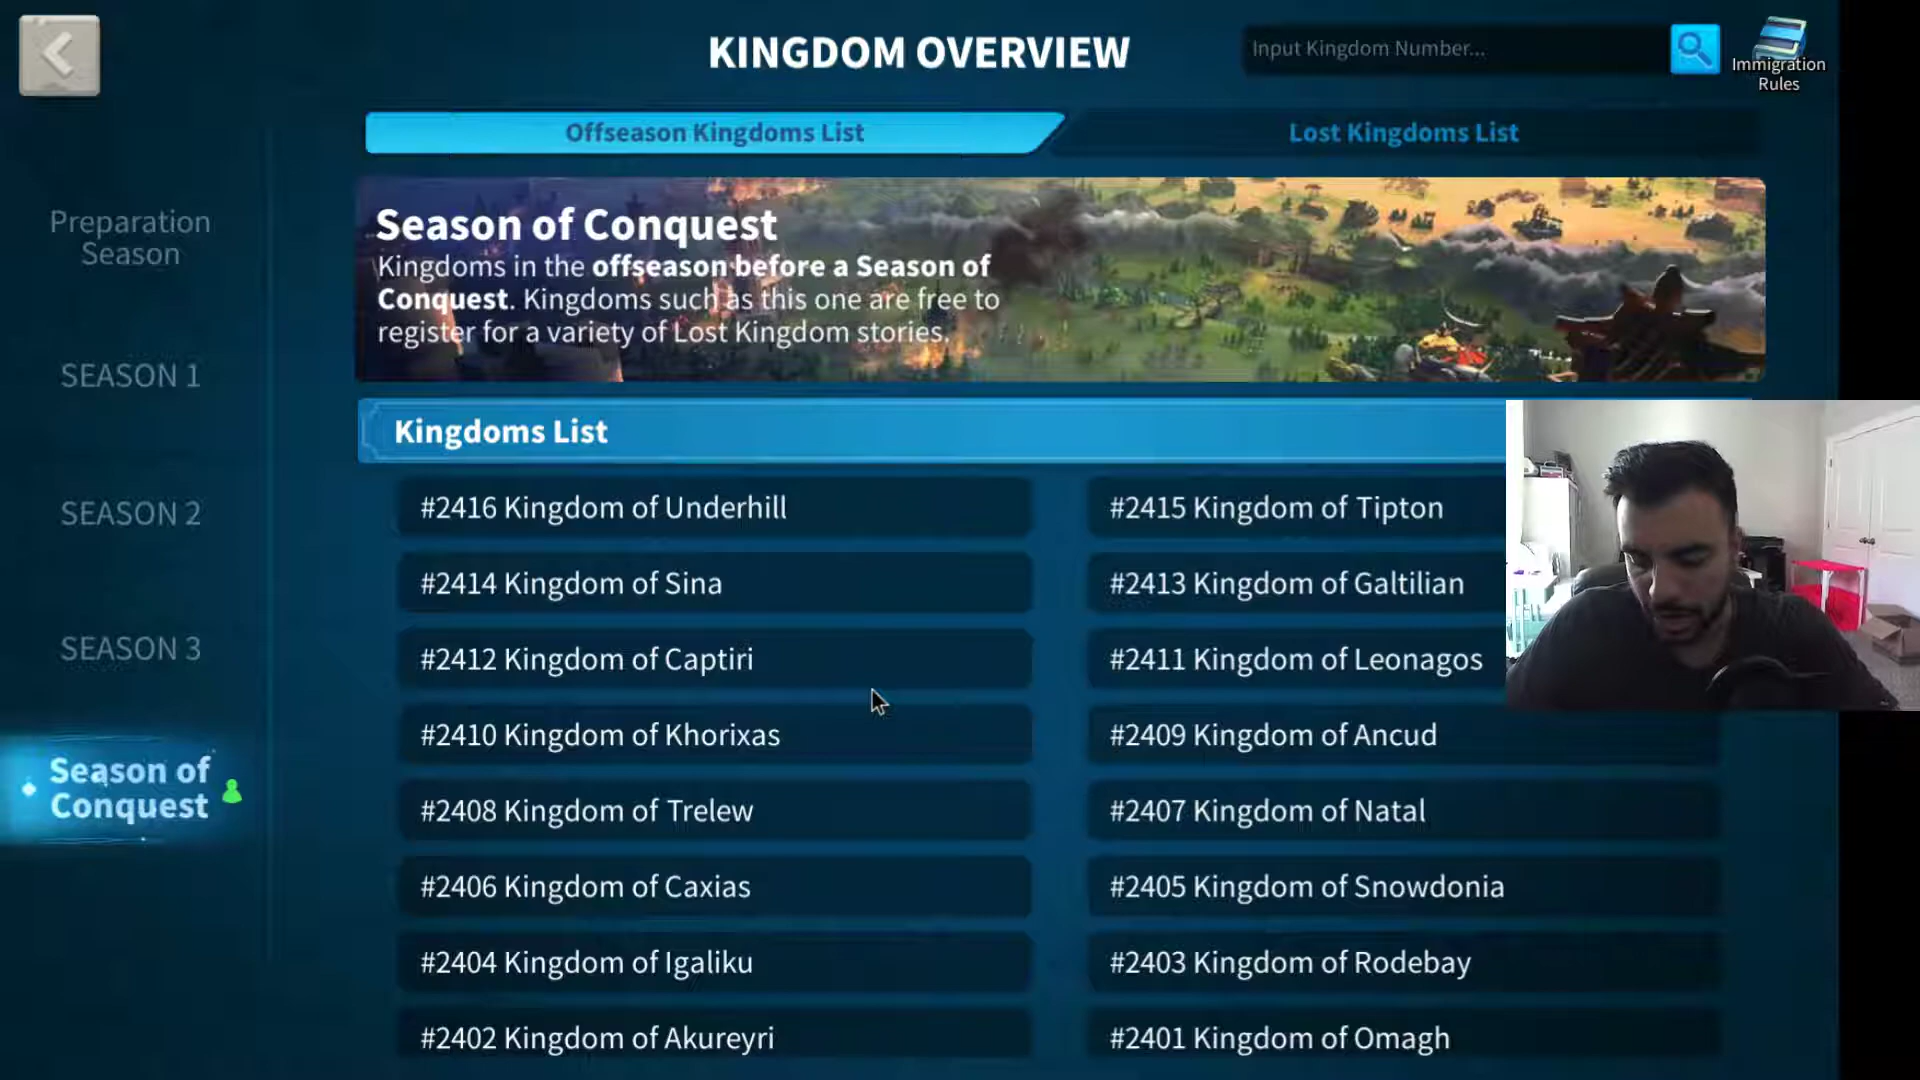 KINGDOM OVERVIEW
Input Kingdom Number...
Immigration
Rules
Offseason Kingdoms List
Lost Kingdoms List
Preparation
Season
SEASON 1
SEASON 2
SEASON 3
Season of
Conquest
Season of Conquest
Kingdoms in the offseason before a Season of
Conquest. Kingdoms such as this one are free to
register for a variety of Lost Kingdom stories.
Kingdoms List
#2416 Kingdom of Underhill
#2415 Kingdom of Tipton
#2414 Kingdom of Sina
#2413 Kingdom of Galtilian
#2412 Kingdom of Captiri
#2411 Kingdom of Leonagos
#2410 Kingdom of Khorixas
#2409 Kingdom of Ancud
#2408 Kingdom of Trelew
#2407 Kingdom of Natal
#2406 Kingdom of Caxias
#2405 Kingdom of Snowdonia
#2404 Kingdom of Igaliku
#2403 Kingdom of Rodebay
#2402 Kingdom of Akureyri
#2401 Kingdom of Omagh